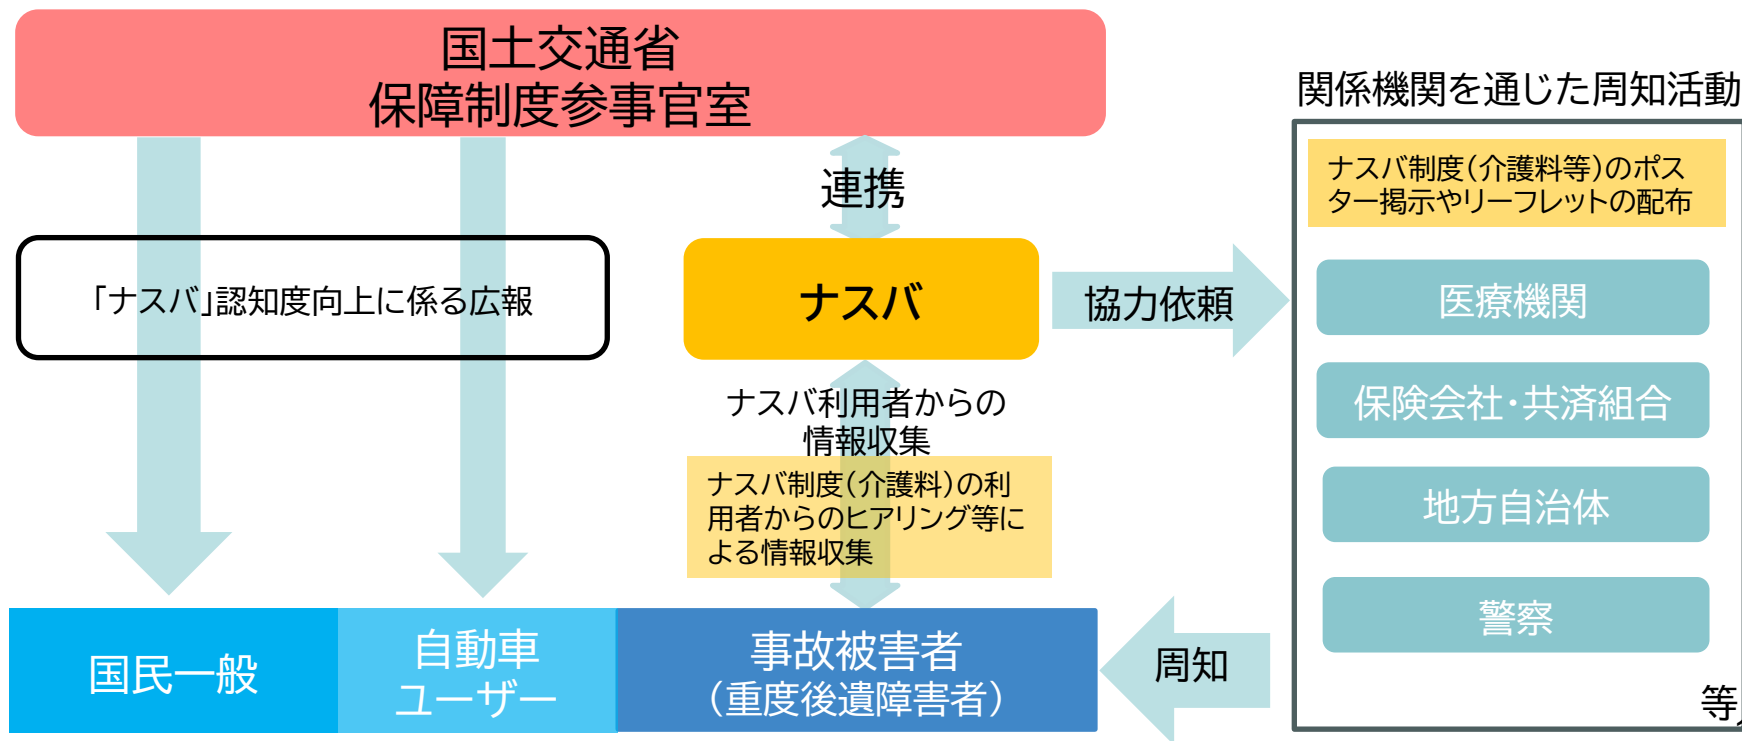 国土交通省
保障制度参事官室
関係機関を通じた周知活動
ナスバ制度(介護料等)のポス
ター掲示やリーフレットの配布
連携
「ナスバ」認知度向上に係る広報
ナスバ
協力依頼
医療機関
保険会社・共済組合
地方自治体
警察
等
ナスバ利用者からの
情報収集
ナスバ制度(介護料)の利
用者からのヒアリング等に
よる情報収集
国民一般
自動車
ユーザー
事故被害者
(重度後遺障害者)
周知